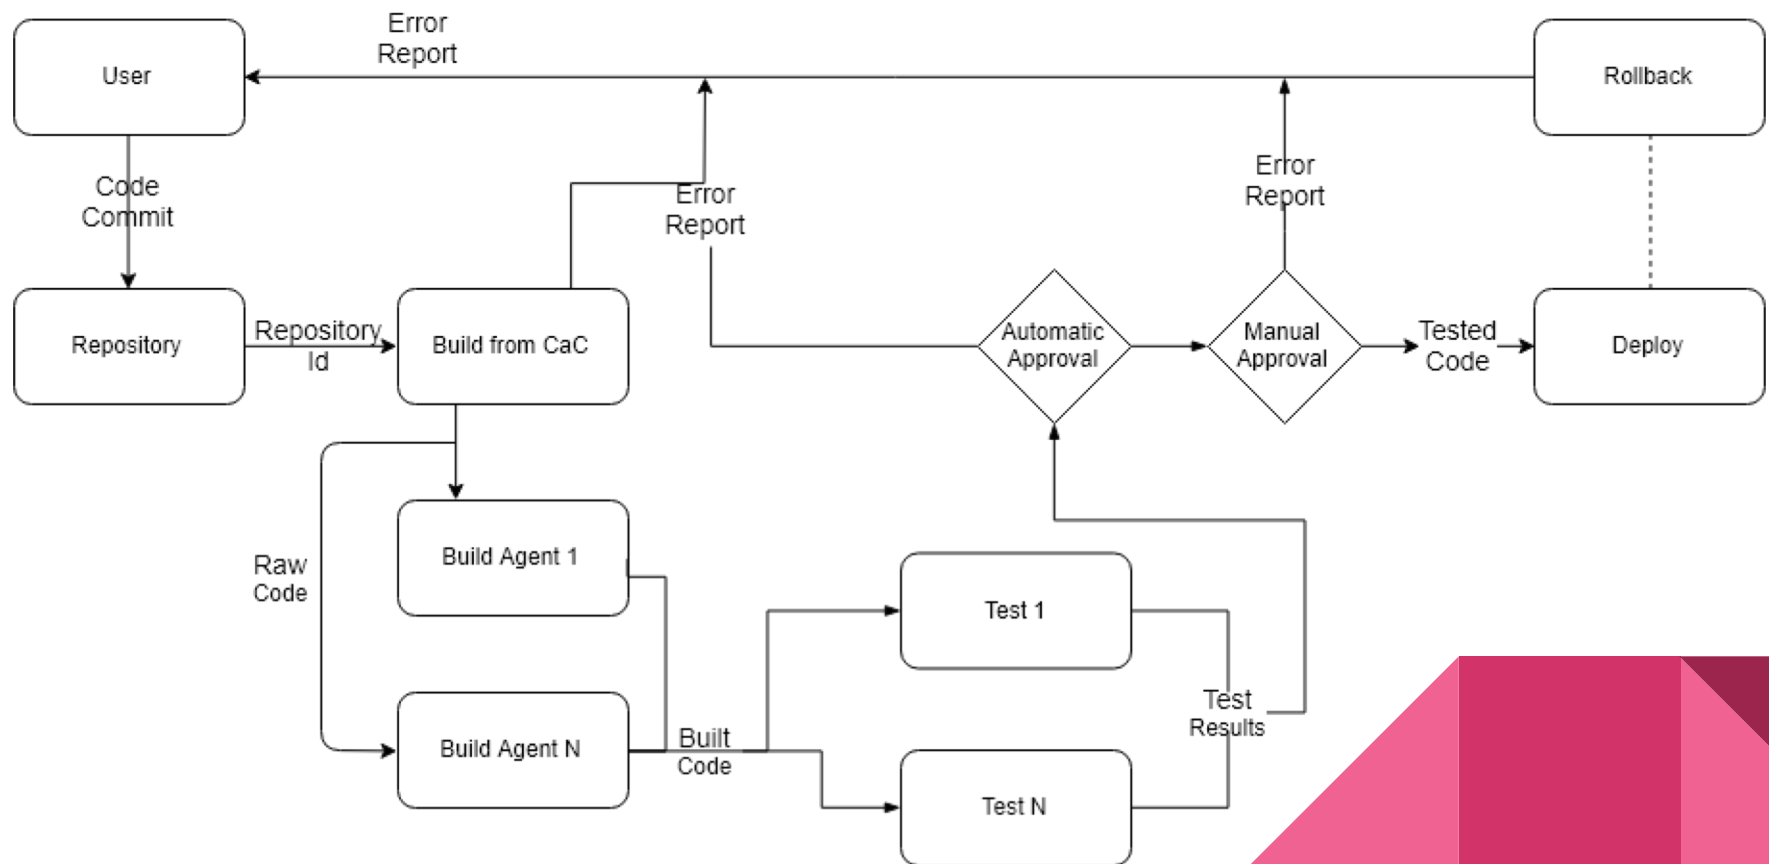 Error
Report
User
Rollback
Code
Commit
Error
Report
Error
Report
Repository
Repository
Id
Build from CaC
Automatic
Approval
Manual
Approval
Tested
Code
Deploy
Raw
Code
Build Agent 1
Test 1
Build Agent N
Built
Code
Test
Results
Test N